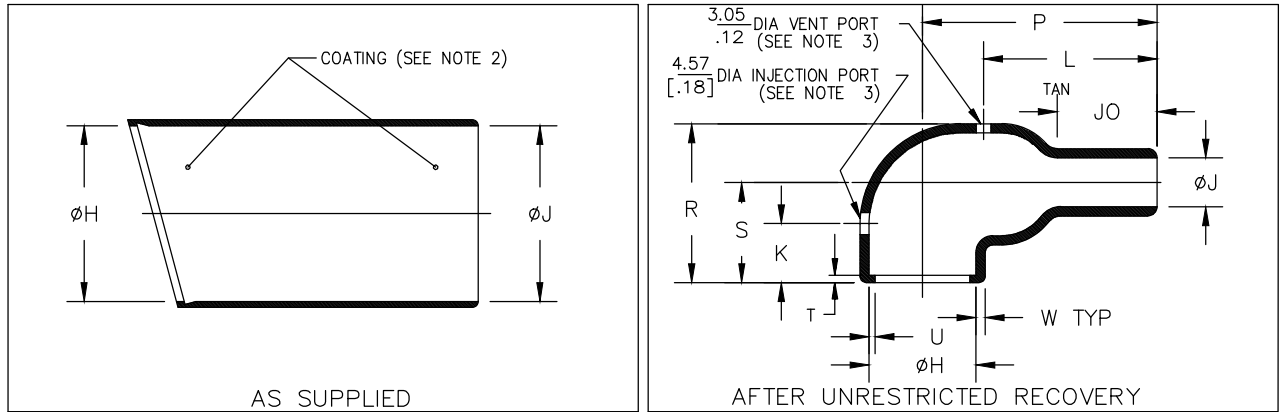 COATING (SEE NOTE 2)
øH
øJ
AS SUPPLIED
3.05
.12
DIA VENT PORT
(SEE NOTE 3)
4.57
[.18]
DIA INJECTION PORT
(SEE NOTE 3)
P
L
TAN
JO
R
S
K
øJ
T
U
W TYP
øH
AFTER UNRESTRICTED RECOVERY